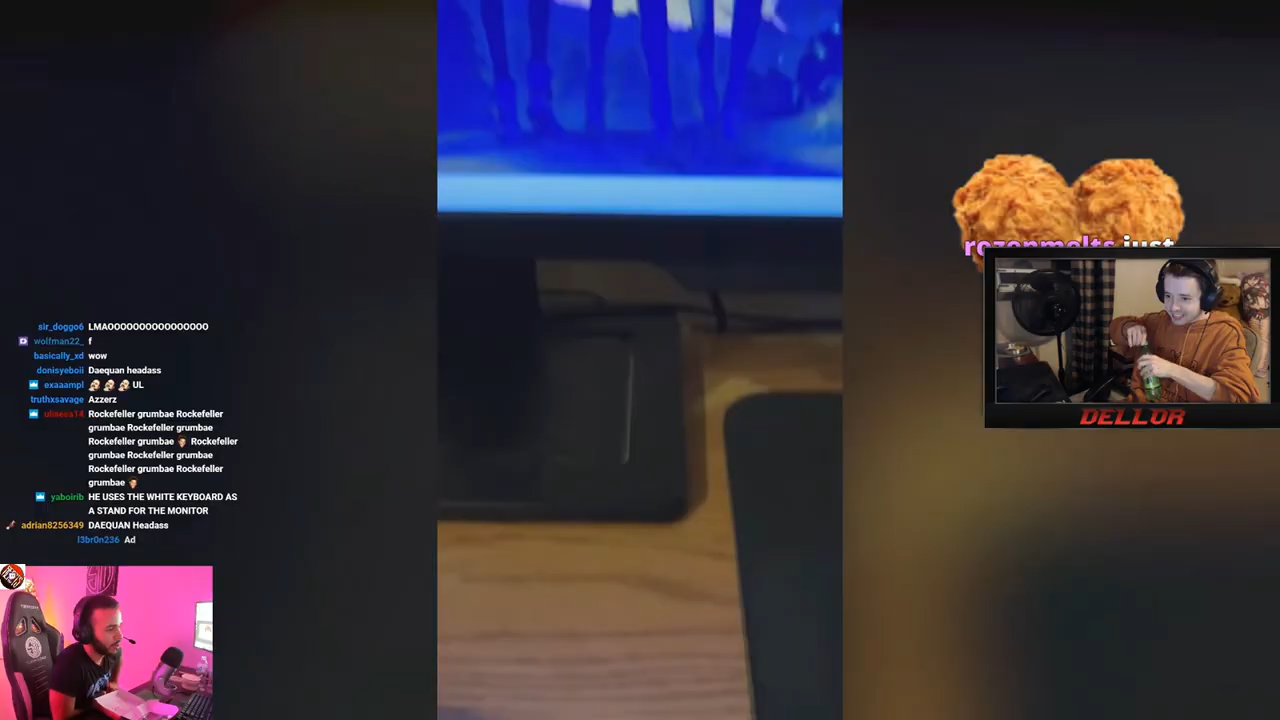 rozenmelts just
sir_doggo6 LMAOOOOOOOOOOOOOOOO
wolfman22_ f
basically_xd wow
donisyeboii Daequan headass
exaaampl UL
truthxsavage Azzerz
Rockefeller grumbae Rockefeller
grumbae Rockefeller grumbae
Rockefeller grumbae Rockefeller
grumbae Rockefeller grumbae
Rockefeller grumbae Rockefeller
grumbae
yaboirib HE USES THE WHITE KEYBOARD AS
A STAND FOR THE MONITOR
adrian8256349 DAEQUAN Headass
l3br0n236 Ad
DELLOR